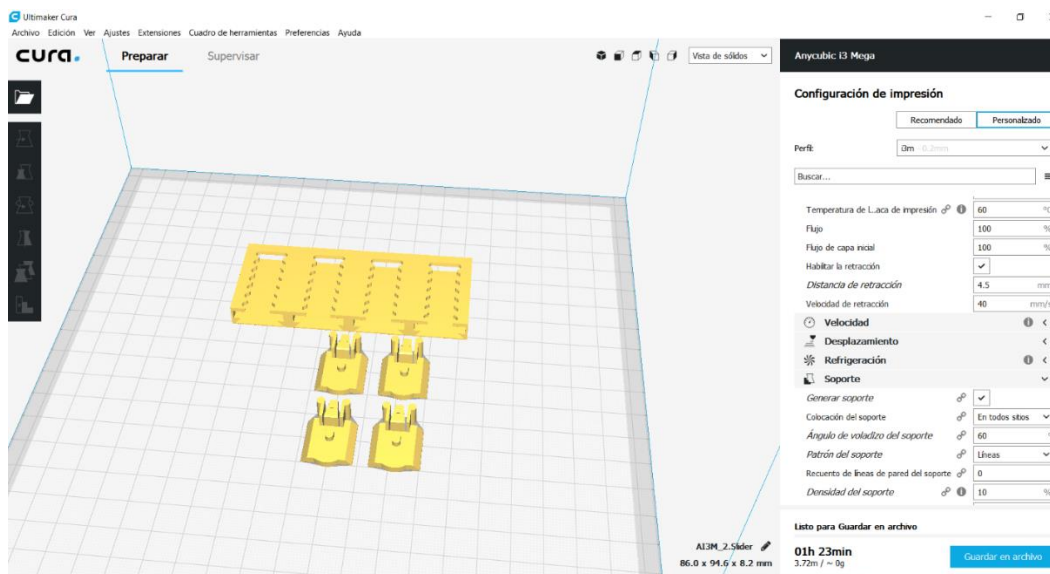 Ultimaker Cura
Archivo Edición Ver Ajustes Extensiones Cuadro de herramientas Preferencias Ayuda
cura. Preparar Supervisar Vista de sólidos Anycubic i3 Mega
Configuración de impresión
Recomendado Personalizado
Perfil: 0.2mm
Buscar...
Temperatura de l...aca de impresión 60 °C
Flujo 100 %
Flujo de capa inicial 100 %
Habilitar la retracción
Distancia de retracción 4.5 mm
Velocidad de retracción 40 mm/s
Velocidad
Desplazamiento
Refrigeración
Soporte
Generar soporte
Colocación del soporte En todos sitios
Ángulo de voladizo del soporte 60 °
Patrón del soporte Líneas
Recuento de líneas de pared del soporte 0
Densidad del soporte 10 %
Listo para Guardar en archivo
AI3M_2.Slider
86.0 x 94.6 x 8.2 mm
01h 23min
3.72m / ~ 0g
Guardar en archivo